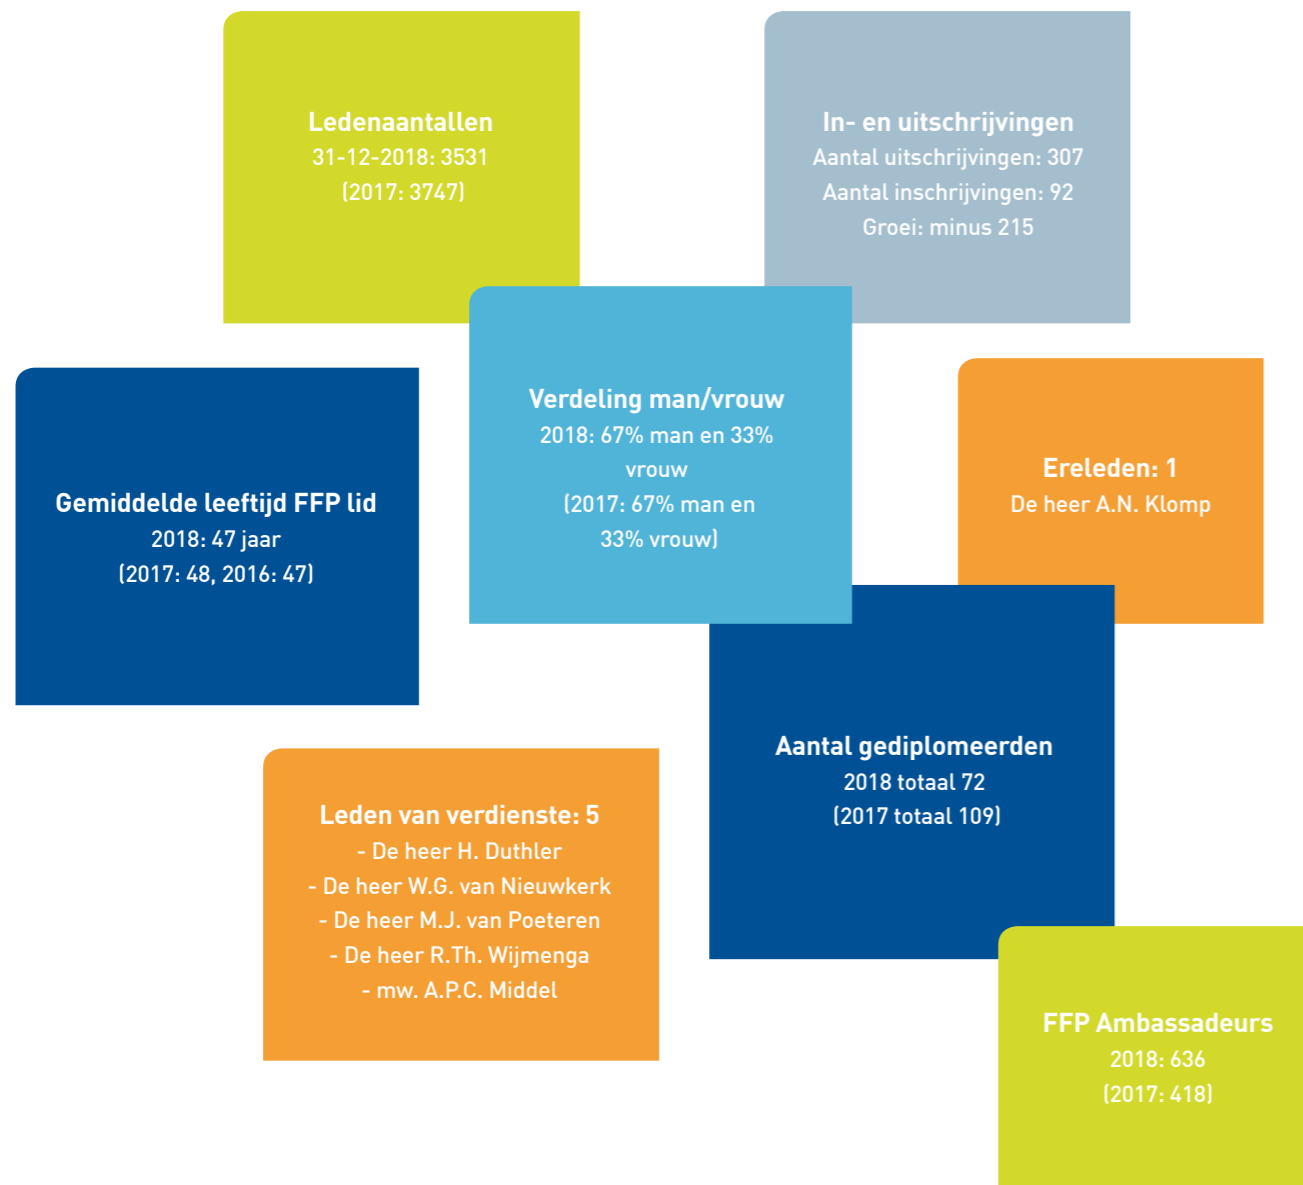 Ledenaantallen
31-12-2018: 3531
(2017: 3747)
In- en uitschrijvingen
Aantal uitschrijvingen: 307
Aantal inschrijvingen: 92
Groei: minus 215
Verdeling man/vrouw
2018: 67% man en 33%
vrouw
(2017: 67% man en
33% vrouw)
Gemiddelde leeftijd FFP lid
2018: 47 jaar
(2017: 48, 2016: 47)
Ereleden: 1
De heer A.N. Klomp
Aantal gediplomeerden
2018 totaal 72
(2017 totaal 109)
Leden van verdienste: 5
- De heer H. Duthler
- De heer W.G. van Nieuwkerk
- De heer M.J. van Poeteren
- De heer R.Th. Wijmenga
- mw. A.P.C. Middel
FFP Ambassadeurs
2018: 636
(2017: 418)